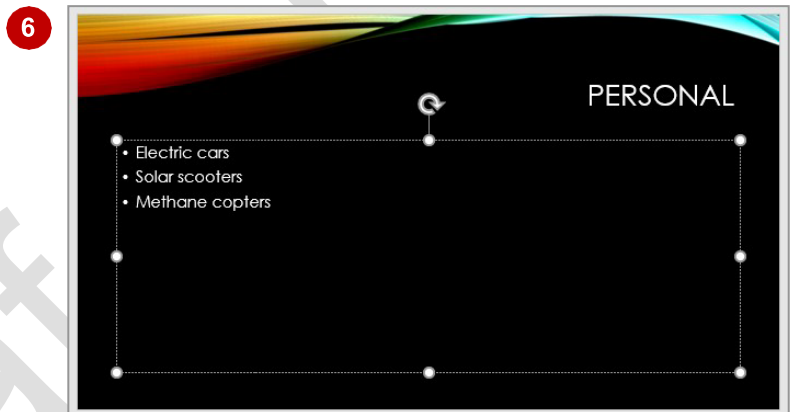 6
PERSONAL
• Electric cars
• Solar scooters
• Methane copters